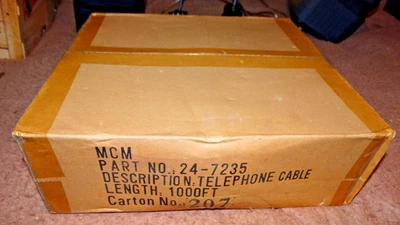 MCM
PART NO.: 24-7235
DESCRIPTION: TELEPHONE CABLE
LENGTH: 1000FT
Carton No.: 207